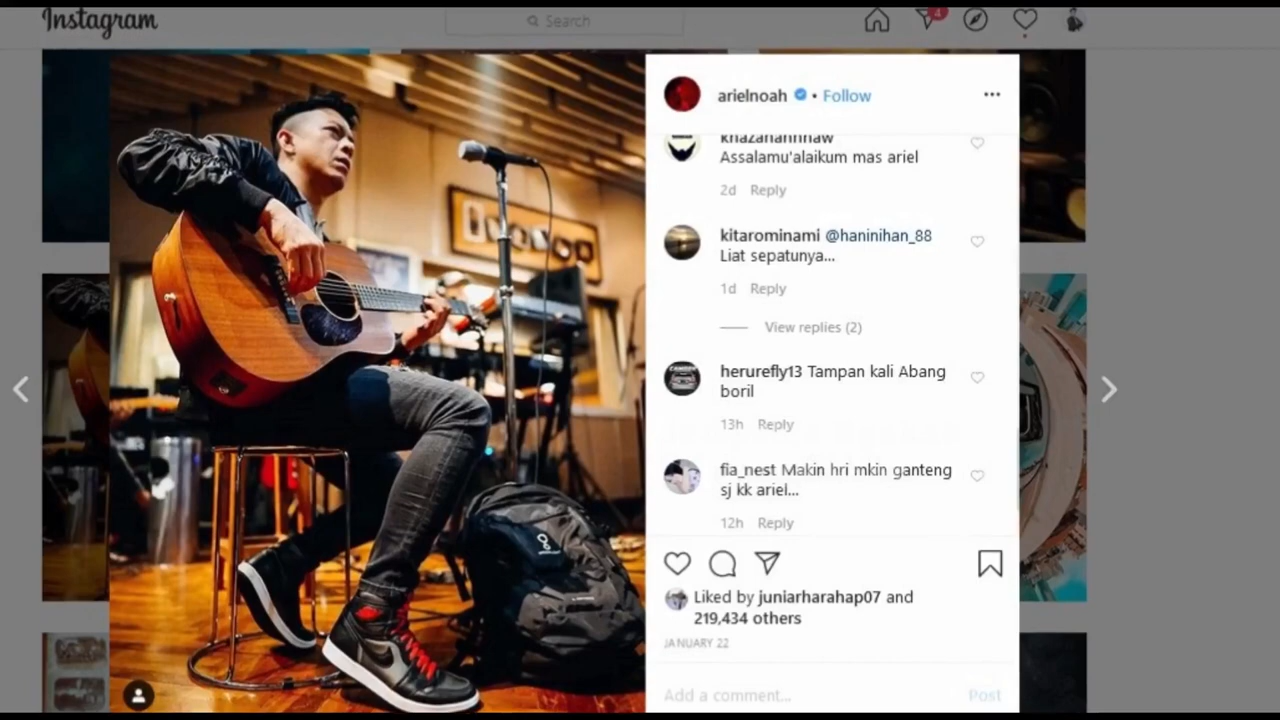 Instagram
Search
4
arielnoah • Follow
khazanahhaw
Assalamu'alaikum mas ariel
2d Reply
kitarominami @haninihan_88
Liat sepatunya...
1d Reply
View replies (2)
herurefly13 Tampan kali Abang
boril
13h Reply
fia_nest Makin hri mkin ganteng
sj kk ariel...
12h Reply
Liked by juniarharahap07 and
219,434 others
JANUARY 22
Add a comment...
Post